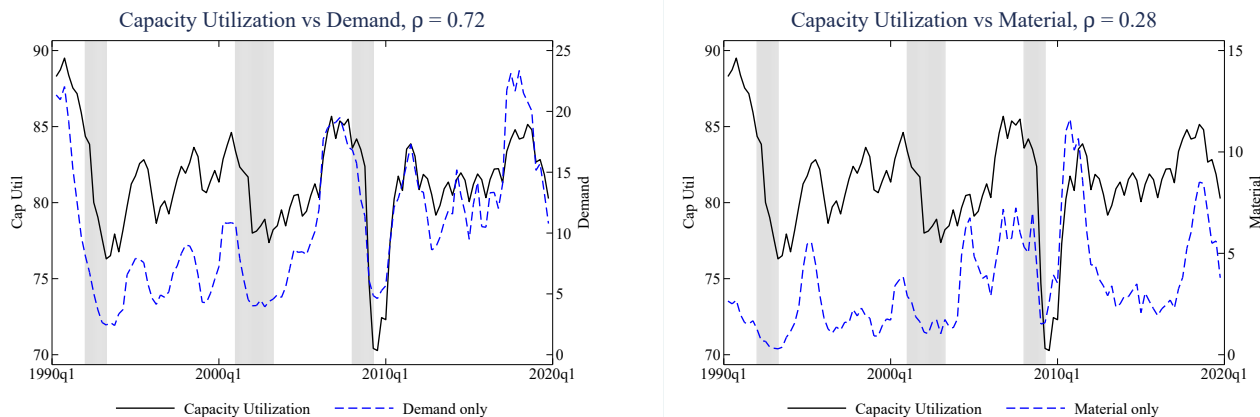 Capacity Utilization vs Demand, ρ = 0.72
90
85
80
75
70
Cap Util
25
20
15
10
5
0
Demand
1990q1 2000q1 2010q1 2020q1
Capacity Utilization Demand only
Capacity Utilization vs Material, ρ = 0.28
90
85
80
75
70
Cap Util
15
10
5
0
Material
1990q1 2000q1 2010q1 2020q1
Capacity Utilization Material only